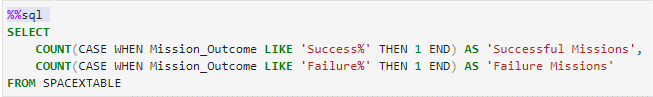 %%sql
SELECT
    COUNT(CASE WHEN Mission_Outcome LIKE 'Success%' THEN 1 END) AS 'Successful Missions',
    COUNT(CASE WHEN Mission_Outcome LIKE 'Failure%' THEN 1 END) AS 'Failure Missions'
FROM SPACEXTABLE